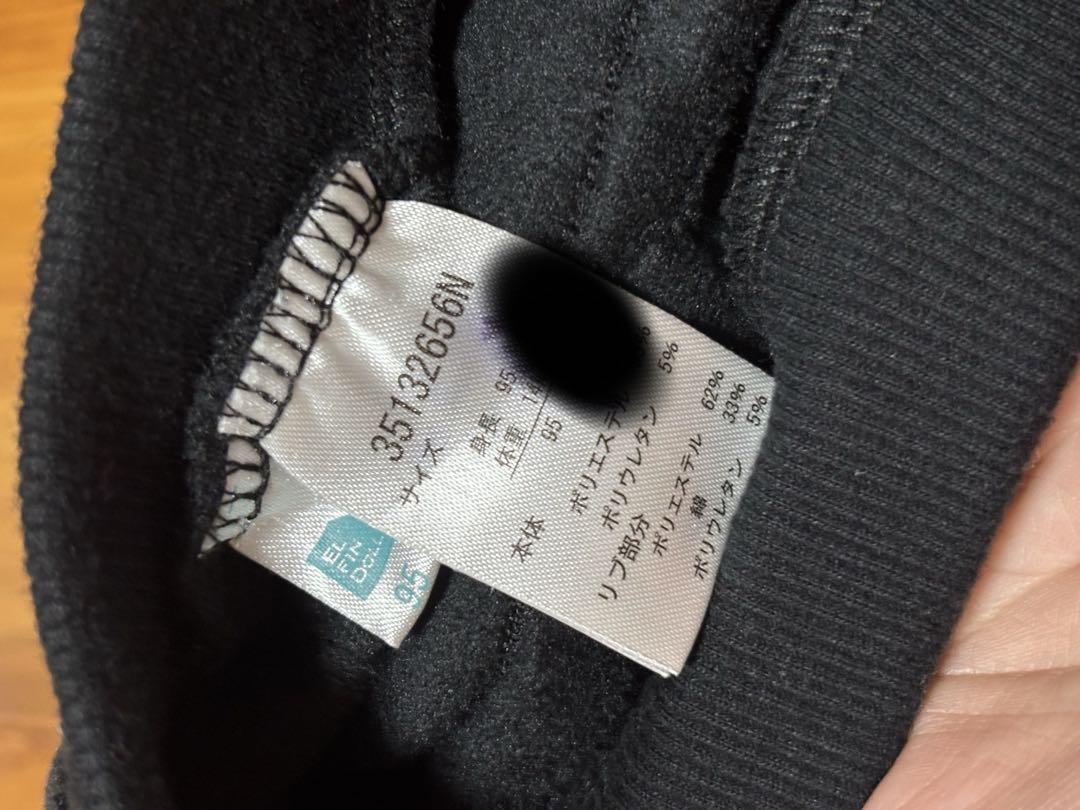 35132656N
サイズ
身長 95
体重
95
本体
ポリエステル
ポリウレタン 5%
リブ部分
ポリエステル 62%
綿 33%
ポリウレタン 5%
EL
FIN
DOLL
95